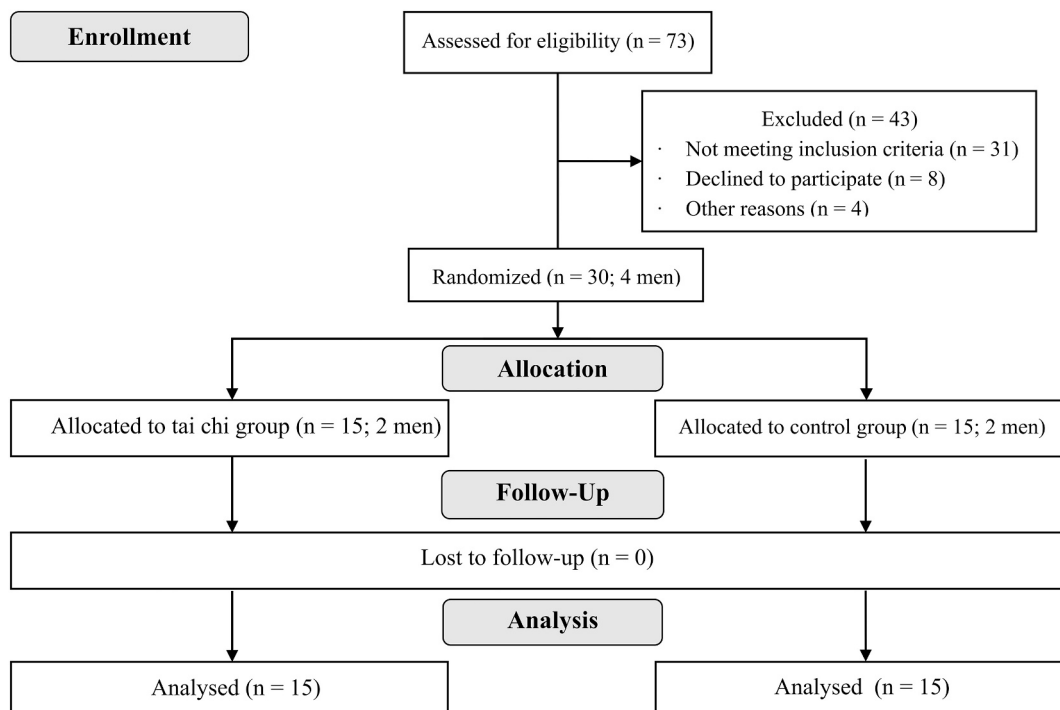 Enrollment
Assessed for eligibility (n = 73)
Excluded (n = 43)
· Not meeting inclusion criteria (n = 31)
· Declined to participate (n = 8)
· Other reasons (n = 4)
Randomized (n = 30; 4 men)
Allocation
Allocated to tai chi group (n = 15; 2 men)
Allocated to control group (n = 15; 2 men)
Follow-Up
Lost to follow-up (n = 0)
Analysis
Analysed (n = 15)
Analysed (n = 15)